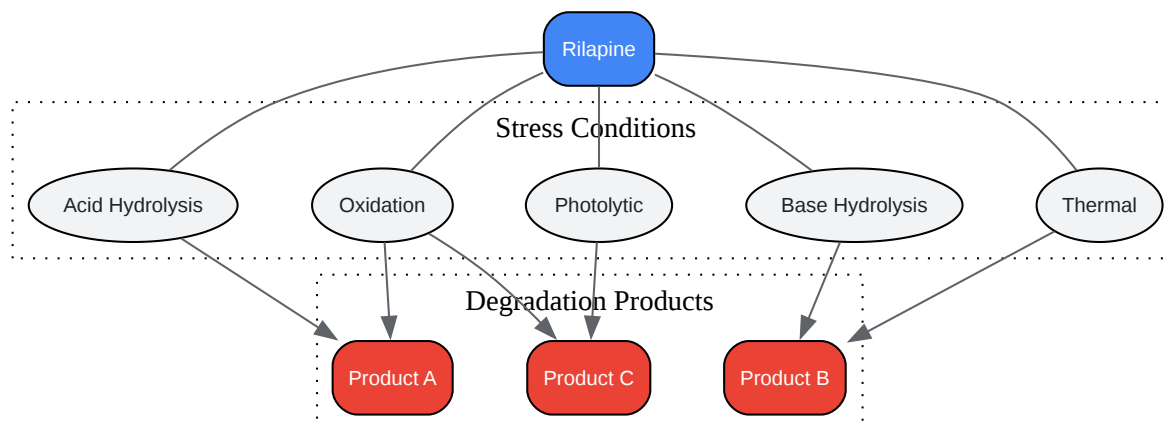 Rilapine
Stress Conditions
Acid Hydrolysis
Oxidation
Photolytic
Base Hydrolysis
Thermal
Degradation Products
Product A
Product C
Product B